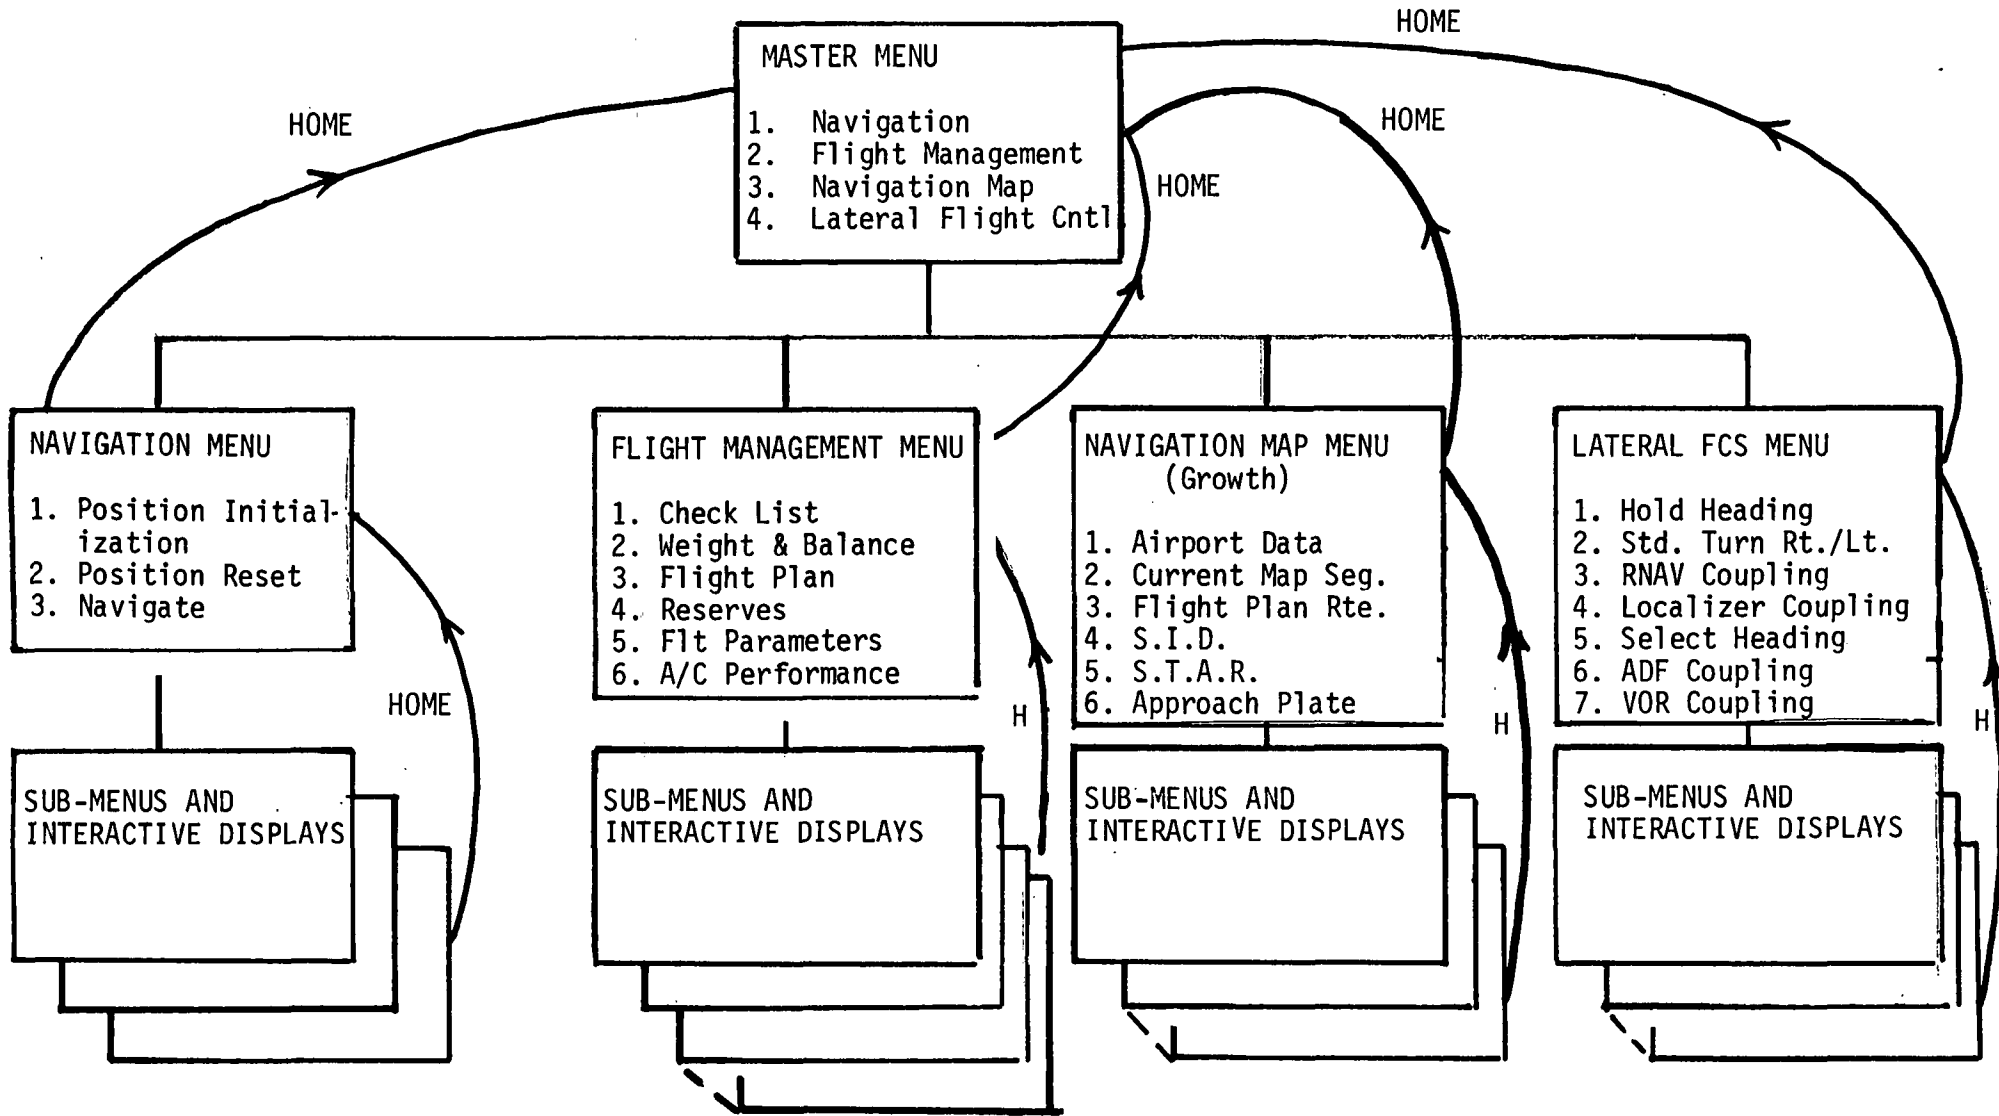 HOME
MASTER MENU
1. Navigation
2. Flight Management
3. Navigation Map
4. Lateral Flight Cntl
HOME
HOME
HOME
NAVIGATION MENU
1. Position Initial-
ization
2. Position Reset
3. Navigate
HOME
FLIGHT MANAGEMENT MENU
1. Check List
2. Weight & Balance
3. Flight Plan
4. Reserves
5. Flt Parameters
6. A/C Performance
H
NAVIGATION MAP MENU
(Growth)
1. Airport Data
2. Current Map Seg.
3. Flight Plan Rte.
4. S.I.D.
5. S.T.A.R.
6. Approach Plate
H
LATERAL FCS MENU
1. Hold Heading
2. Std. Turn Rt./Lt.
3. RNAV Coupling
4. Localizer Coupling
5. Select Heading
6. ADF Coupling
7. VOR Coupling
H
SUB-MENUS AND
INTERACTIVE DISPLAYS
SUB-MENUS AND
INTERACTIVE DISPLAYS
SUB-MENUS AND
INTERACTIVE DISPLAYS
SUB-MENUS AND
INTERACTIVE DISPLAYS